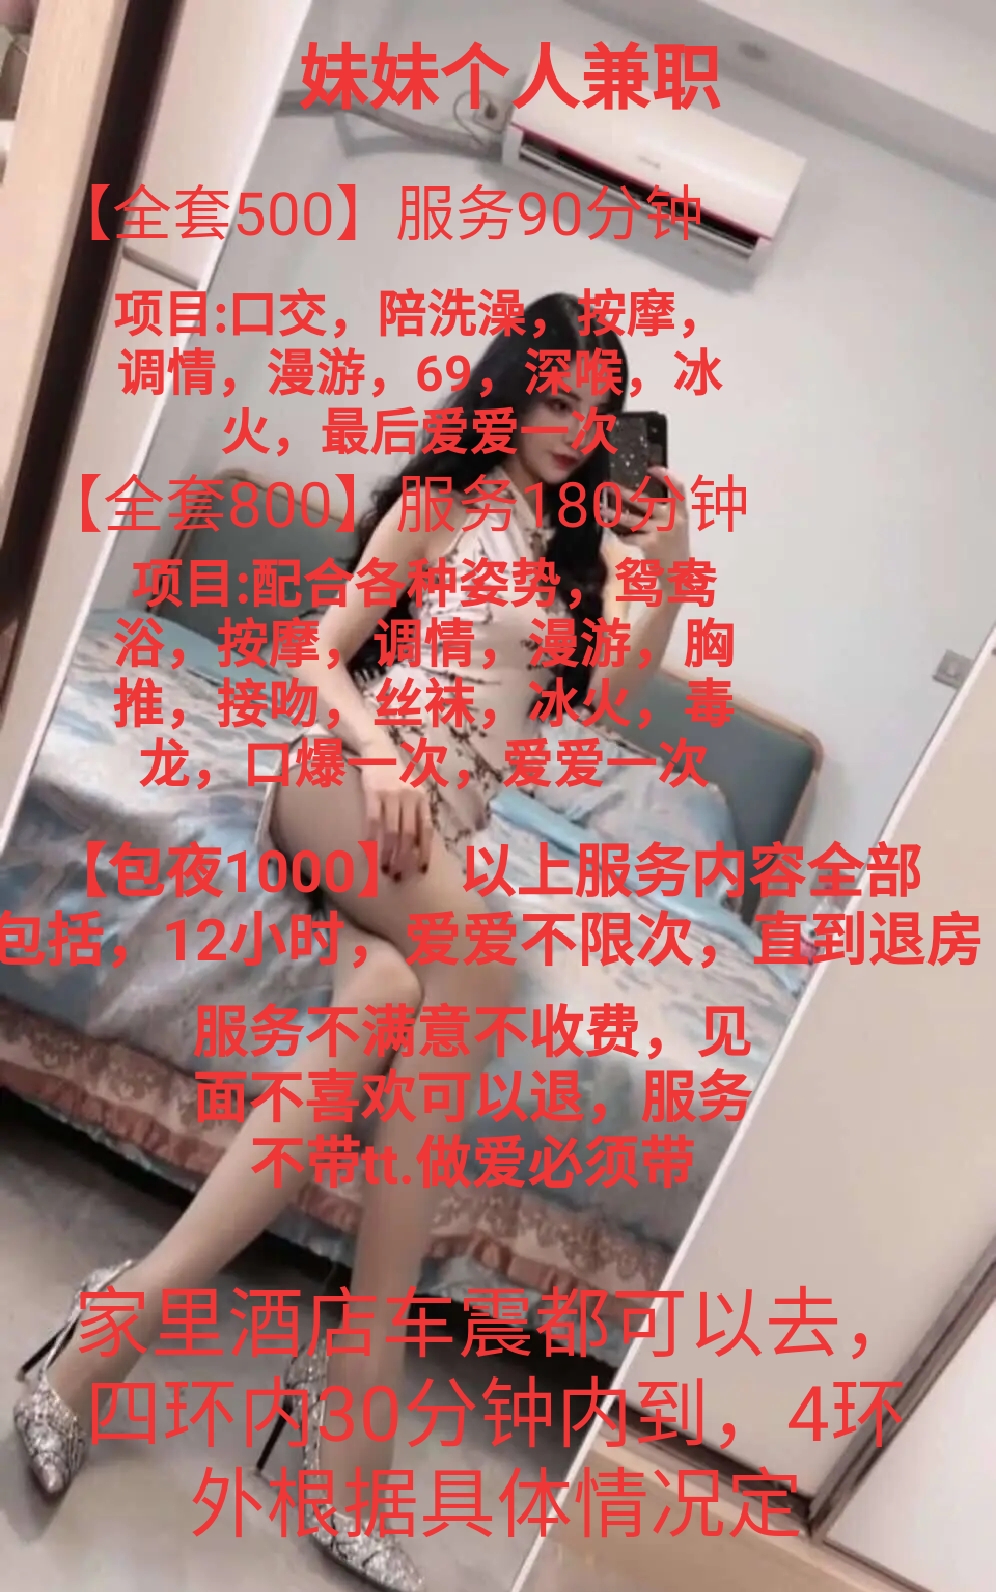 妹妹个人兼职
【全套500】服务90分钟
项目:口交，陪洗澡，按摩，
调情，漫游，69，深喉，冰
火，最后爱爱一次
【全套800】服务180分钟
项目:配合各种姿势，鸳鸯
浴，按摩，调情，漫游，胸
推，接吻，丝袜，冰火，毒
龙，口爆一次，爱爱一次
【包夜1000】 以上服务内容全部
包括，12小时，爱爱不限次，直到退房
服务不满意不收费，见
面不喜欢可以退，服务
不带tt.做爱必须带
家里酒店车震都可以去，
四环内30分钟内到，4环
外根据具体情况定